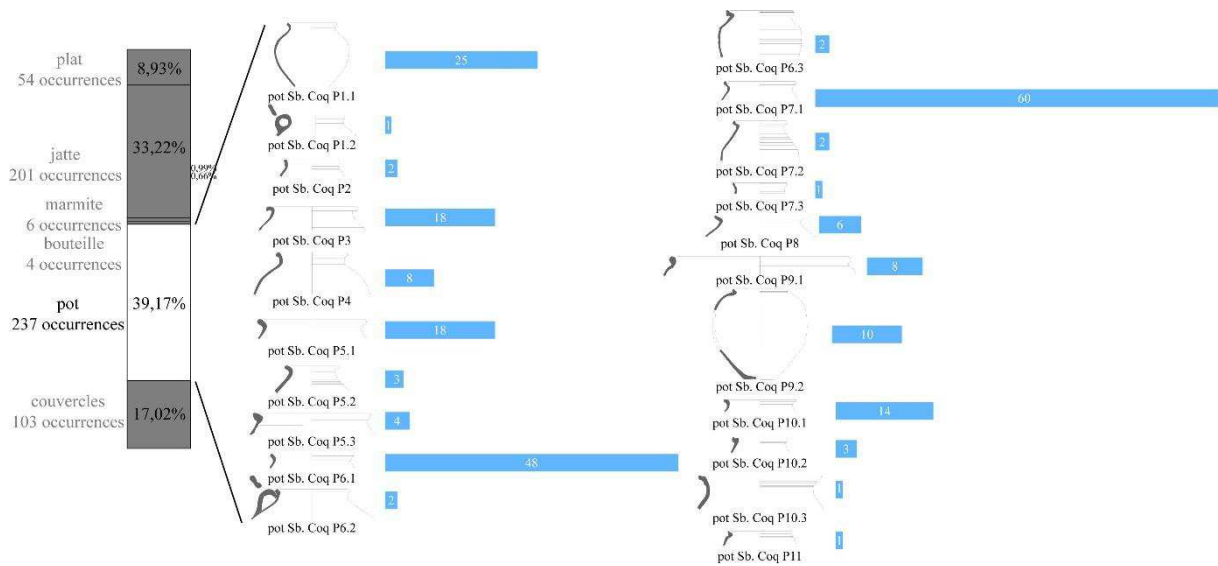 plat
54 occurrences
8,93%
jatte
201 occurrences
33,22%
0,99%
0,66%
marmite
6 occurrences
bouteille
4 occurrences
pot
237 occurrences
39,17%
couvercles
103 occurrences
17,02%
25
pot Sb. Coq P1.1
1
pot Sb. Coq P1.2
2
pot Sb. Coq P2
18
pot Sb. Coq P3
8
pot Sb. Coq P4
18
pot Sb. Coq P5.1
3
pot Sb. Coq P5.2
4
pot Sb. Coq P5.3
48
pot Sb. Coq P6.1
2
pot Sb. Coq P6.2
2
pot Sb. Coq P6.3
60
pot Sb. Coq P7.1
2
pot Sb. Coq P7.2
1
pot Sb. Coq P7.3
6
pot Sb. Coq P8
8
pot Sb. Coq P9.1
10
pot Sb. Coq P9.2
14
pot Sb. Coq P10.1
3
pot Sb. Coq P10.2
1
pot Sb. Coq P10.3
1
pot Sb. Coq P11